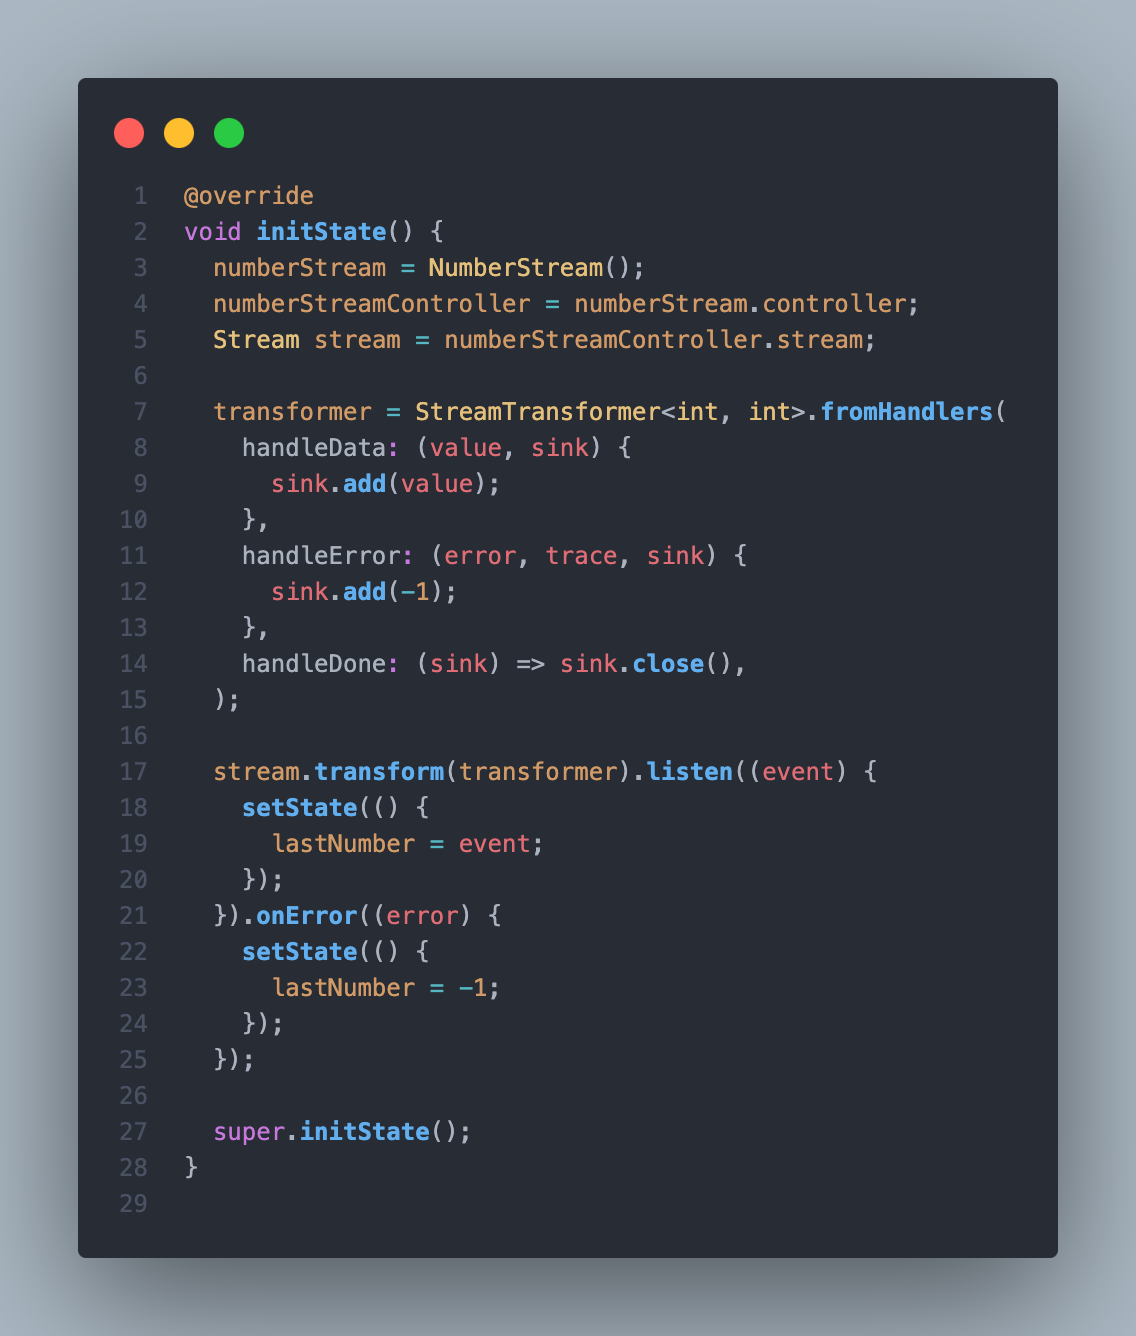 1 @override
2 void initState() {
3   numberStream = NumberStream();
4   numberStreamController = numberStream.controller;
5   Stream stream = numberStreamController.stream;
6
7   transformer = StreamTransformer<int, int>.fromHandlers(
8     handleData: (value, sink) {
9       sink.add(value);
10     },
11     handleError: (error, trace, sink) {
12       sink.add(-1);
13     },
14     handleDone: (sink) => sink.close(),
15   );
16
17   stream.transform(transformer).listen((event) {
18     setState(() {
19       lastNumber = event;
20     });
21   }).onError((error) {
22     setState(() {
23       lastNumber = -1;
24     });
25   });
26
27   super.initState();
28 }
29